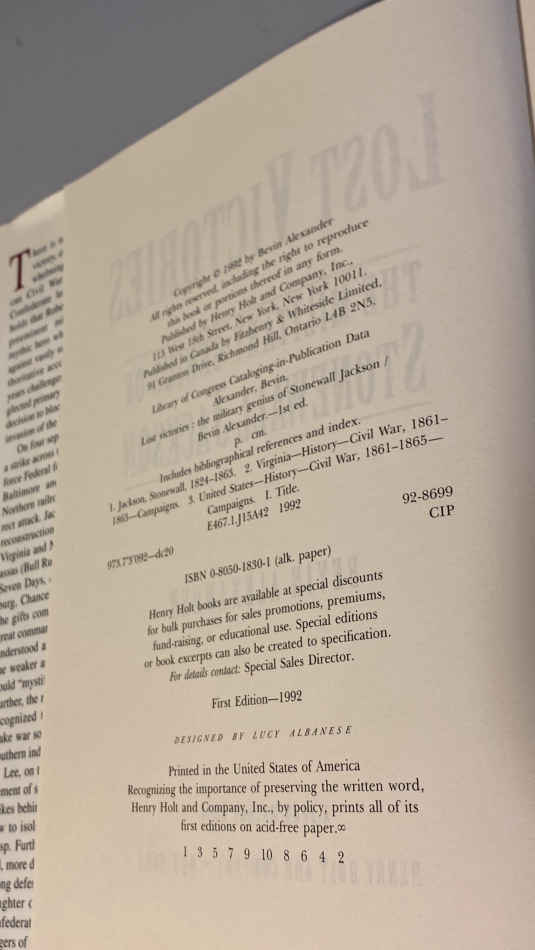 Copyright © 1992 by Bevin Alexander
All rights reserved, including the right to reproduce
this book or portions thereof in any form.
Published by Henry Holt and Company, Inc.,
115 West 18th Street, New York, New York 10011.
Published in Canada by Fitzhenry & Whiteside Limited,
91 Granton Drive, Richmond Hill, Ontario L4B 2N5.
Library of Congress Cataloging-in-Publication Data
Alexander, Bevin.
Lost victories : the military genius of Stonewall Jackson /
Bevin Alexander.—1st ed.
p. cm.
Includes bibliographical references and index.
1. Jackson, Stonewall, 1824–1863. 2. Virginia—History—Civil War, 1861–
1865—Campaigns. 3. United States—History—Civil War, 1861–1865—
Campaigns. I. Title.
E467.1.J15A42 1992
973.7'3'092—dc20
92-8699
CIP
ISBN 0-8050-1830-1 (alk. paper)
Henry Holt books are available at special discounts
for bulk purchases for sales promotions, premiums,
fund-raising, or educational use. Special editions
or book excerpts can also be created to specification.
For details contact: Special Sales Director.
First Edition—1992
DESIGNED BY LUCY ALBANESE
Printed in the United States of America
Recognizing the importance of preserving the written word,
Henry Holt and Company, Inc., by policy, prints all of its
first editions on acid-free paper.∞
1 3 5 7 9 10 8 6 4 2